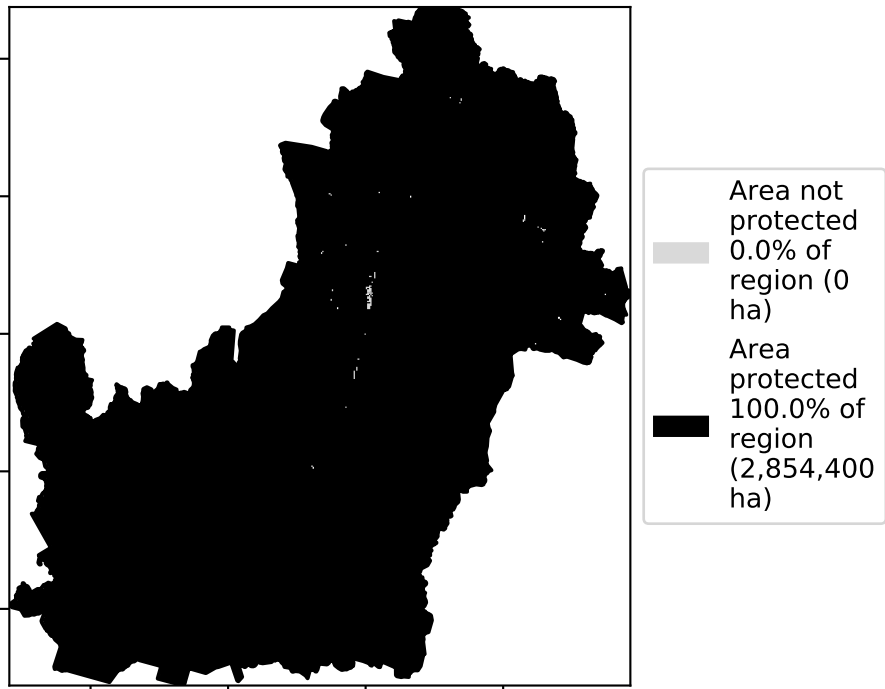 Area not
protected
0.0% of
region (0
ha)
Area
protected
100.0% of
region
(2,854,400
ha)